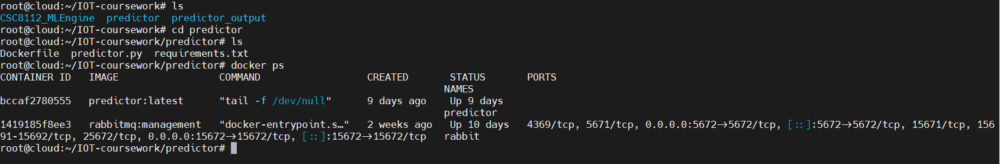 root@cloud:~/IOT-coursework# ls
CSC8112_MLEngine  predictor  predictor_output
root@cloud:~/IOT-coursework# cd predictor
root@cloud:~/IOT-coursework/predictor# ls
Dockerfile  predictor.py  requirements.txt
root@cloud:~/IOT-coursework/predictor# docker ps
CONTAINER ID   IMAGE                 COMMAND                  CREATED       STATUS       PORTS
                                                                           NAMES
bccaf2780555   predictor:latest      "tail -f /dev/null"      9 days ago    Up 9 days
                                                                           predictor
1419185f8ee3   rabbitmq:management   "docker-entrypoint.s…"   2 weeks ago   Up 10 days   4369/tcp, 5671/tcp, 0.0.0.0:5672→5672/tcp, [::]:5672→5672/tcp, 15671/tcp, 156
91-15692/tcp, 25672/tcp, 0.0.0.0:15672→15672/tcp, [::]:15672→15672/tcp   rabbit
root@cloud:~/IOT-coursework/predictor#